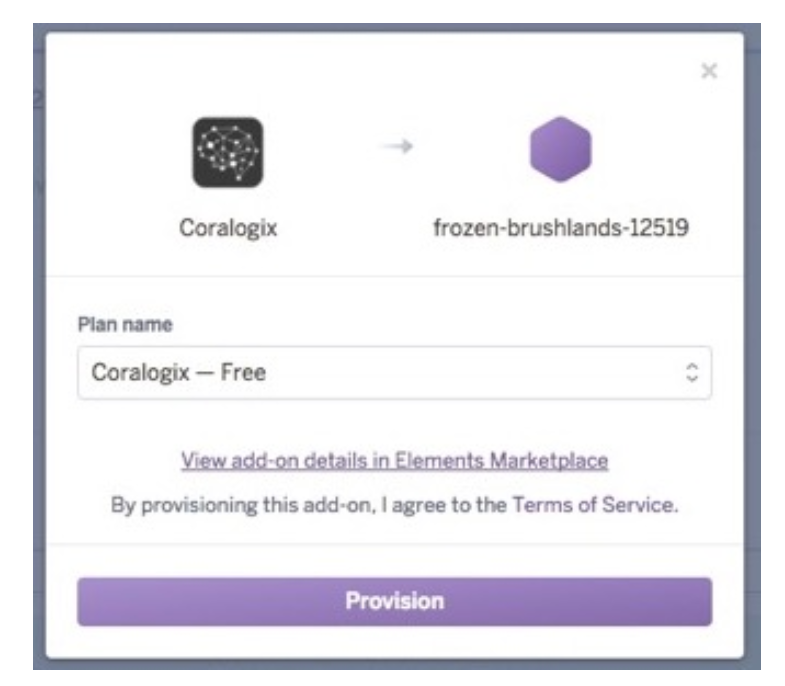 ×
Coralogix
frozen-brushlands-12519
Plan name
Coralogix — Free
View add-on details in Elements Marketplace
By provisioning this add-on, I agree to the Terms of Service.
Provision